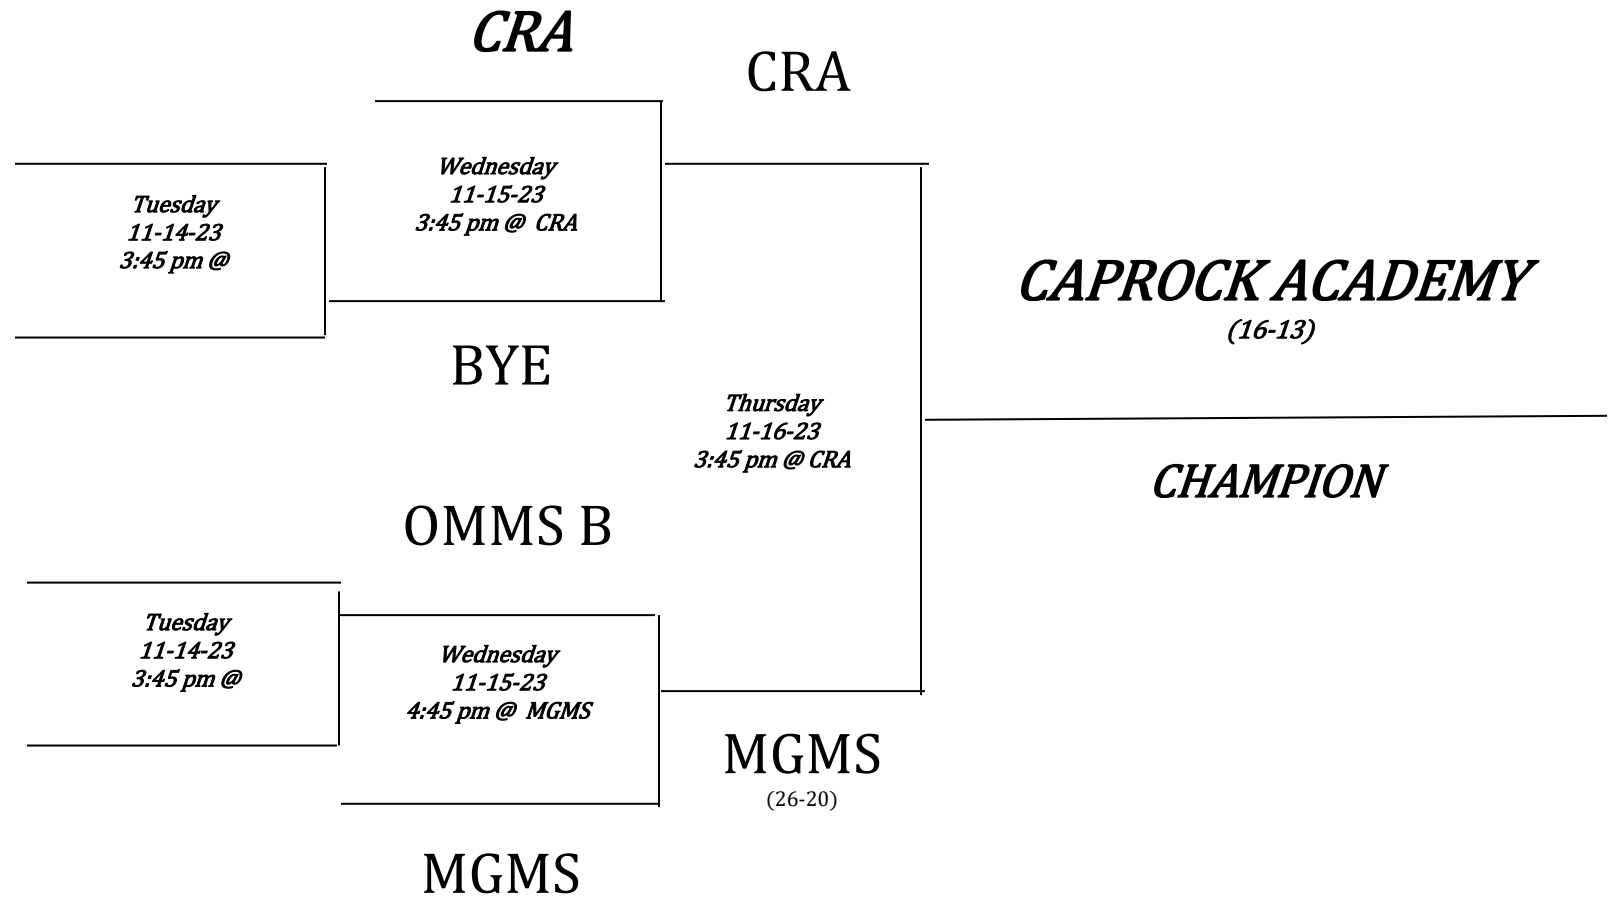 CRA
CRA
Wednesday
11-15-23
3:45 pm @ CRA
Tuesday
11-14-23
3:45 pm @
CAPROCK ACADEMY
(16-13)
BYE
Thursday
11-16-23
3:45 pm @ CRA
CHAMPION
OMMS B
Tuesday
11-14-23
3:45 pm @
Wednesday
11-15-23
4:45 pm @ MGMS
MGMS
(26-20)
MGMS